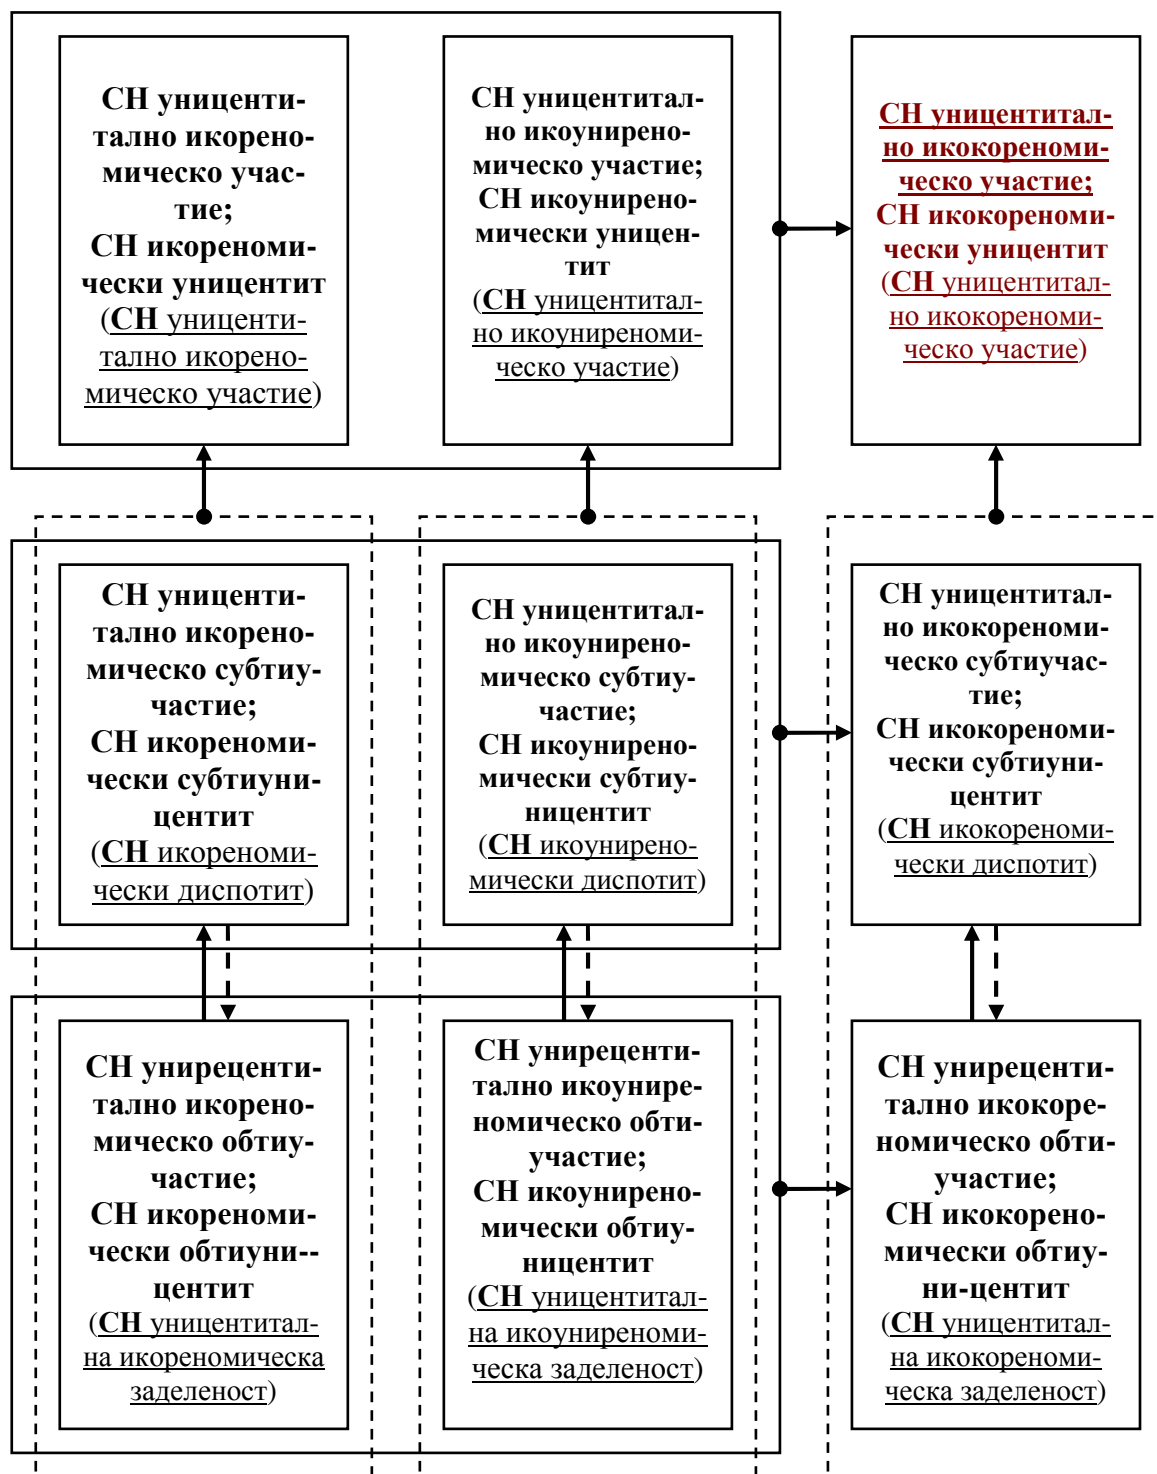 СН униценти-
тално икорено-
мическо учас-
тие;
СН икореноми-
чески уницентит
(СН униценти-
тално икорено-
мическо участие)
СН уницентитал-
но икоунирено-
мическо участие;
СН икоунирено-
мически уницен-
тит
(СН уницентитал-
но икоуниреноми-
ческо участие)
СН уницентитал-
но икокореноми-
ческо участие;
СН икокореноми-
чески уницентит
(СН уницентитал-
но икокореноми-
ческо участие)
СН униценти-
тално икорено-
мическо субтиу-
частие;
СН икореноми-
чески субтиуни-
центит
(СН икореноми-
чески диспотит)
СН уницентитал-
но икоунирено-
мическо субтиу-
частие;
СН икоунирено-
мически субтиу-
ницентит
(СН икоунирено-
мически диспотит)
СН уницентитал-
но икокореноми-
ческо субтиучас-
тие;
СН икокореноми-
чески субтиуни-
центит
(СН икокореноми-
чески диспотит)
СН униреценти-
тално икорено-
мическо обтиу-
частие;
СН икореноми-
чески обтиуни--
центит
(СН уницентитал-
на икореномическа
заделеност)
СН униреценти-
тално икоунире-
номическо обти-
участие;
СН икоунирено-
мически обтиу-
ницентит
(СН уницентитал-
на икоуниреноми-
ческа заделеност)
СН униреценти-
тално икокоре-
номическо обти-
участие;
СН икокорено-
мически обтиу-
ни-центит
(СН уницентитал-
на икокореноми-
ческа заделеност)